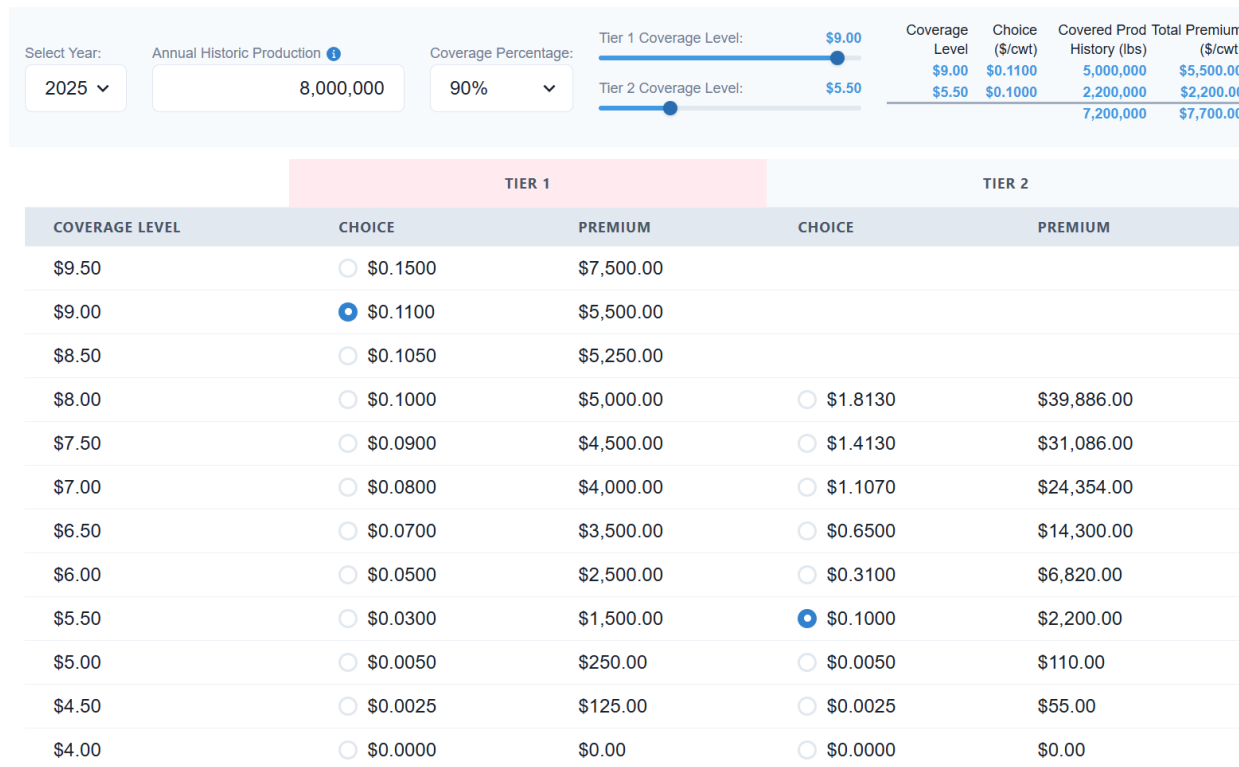 Select Year:
2025
Annual Historic Production i
8,000,000
Coverage Percentage:
90%
Tier 1 Coverage Level: $9.00
Tier 2 Coverage Level: $5.50
Coverage Level Choice ($/cwt) Covered Prod History (lbs) Total Premium ($/cwt
$9.00 $0.1100 5,000,000 $5,500.00
$5.50 $0.1000 2,200,000 $2,200.00
7,200,000 $7,700.00
TIER 1 TIER 2
COVERAGE LEVEL CHOICE PREMIUM CHOICE PREMIUM
$9.50 $0.1500 $7,500.00
$9.00 $0.1100 $5,500.00
$8.50 $0.1050 $5,250.00
$8.00 $0.1000 $5,000.00 $1.8130 $39,886.00
$7.50 $0.0900 $4,500.00 $1.4130 $31,086.00
$7.00 $0.0800 $4,000.00 $1.1070 $24,354.00
$6.50 $0.0700 $3,500.00 $0.6500 $14,300.00
$6.00 $0.0500 $2,500.00 $0.3100 $6,820.00
$5.50 $0.0300 $1,500.00 $0.1000 $2,200.00
$5.00 $0.0050 $250.00 $0.0050 $110.00
$4.50 $0.0025 $125.00 $0.0025 $55.00
$4.00 $0.0000 $0.00 $0.0000 $0.00